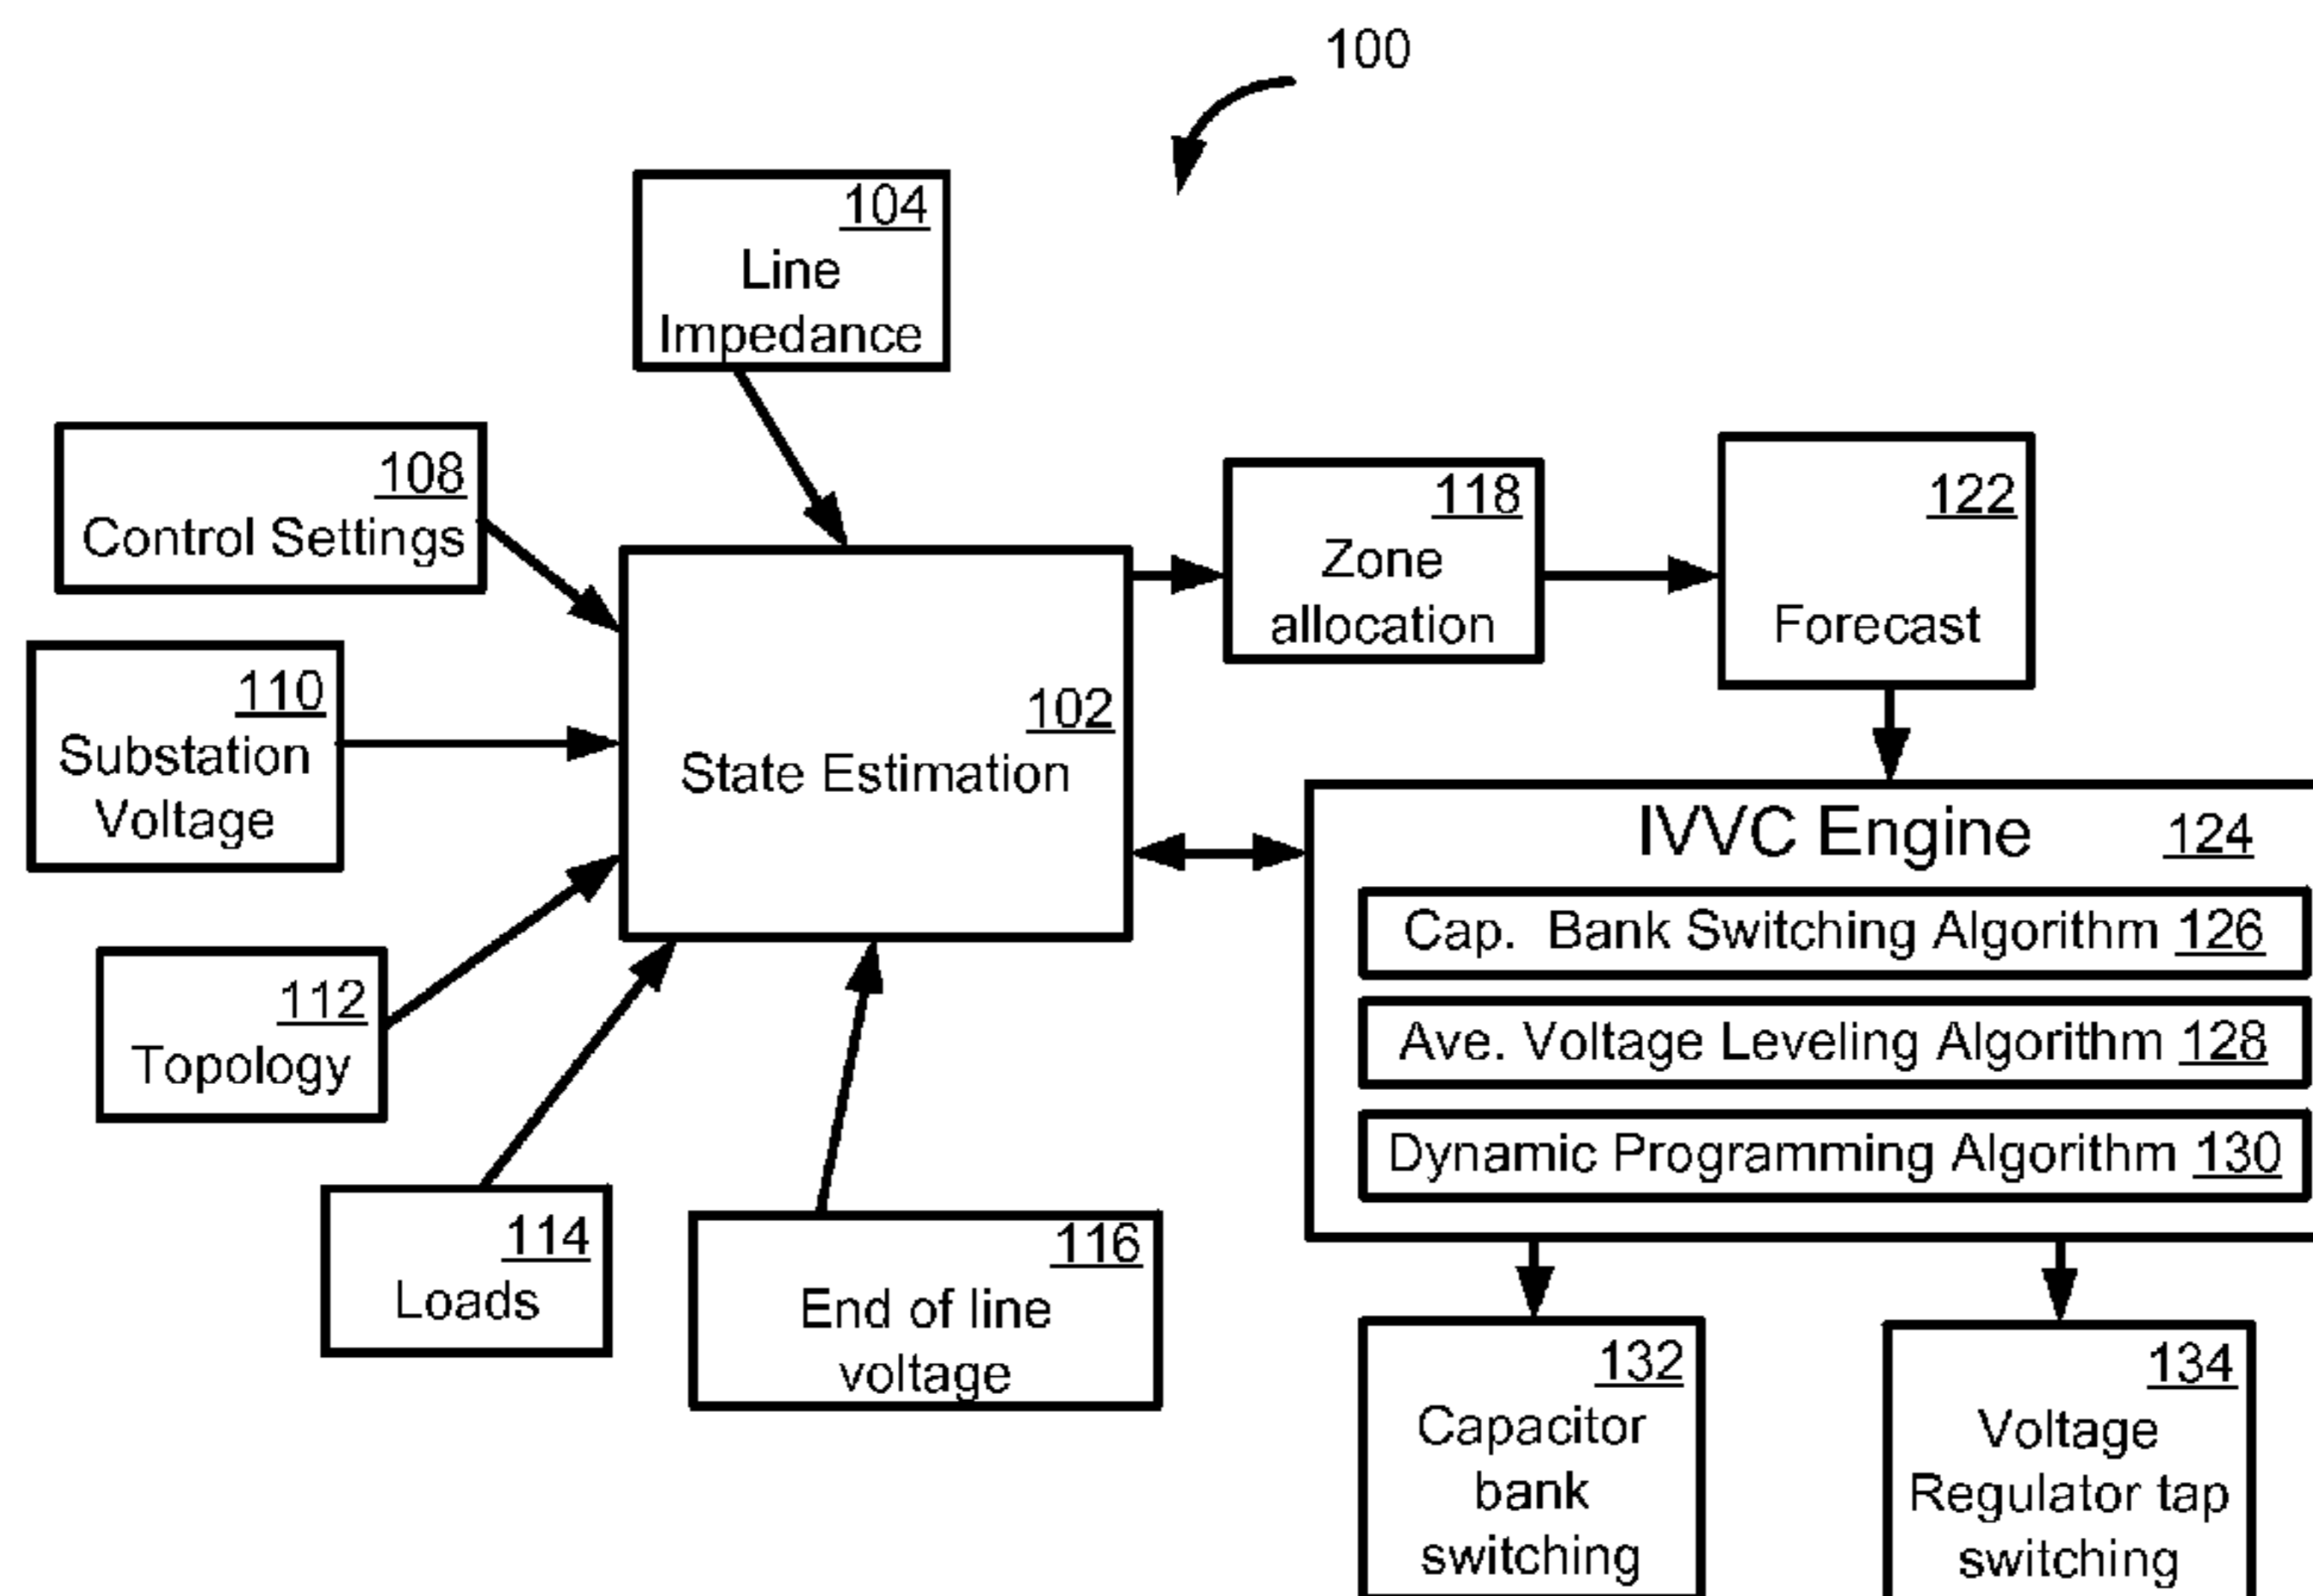 100
104
Line
Impedance
108
Control Settings
118
Zone
allocation
122
Forecast
110
Substation
Voltage
102
State Estimation
IVVC Engine 124
Cap. Bank Switching Algorithm 126
Ave. Voltage Leveling Algorithm 128
Dynamic Programming Algorithm 130
112
Topology
114
Loads
116
End of line
voltage
132
Capacitor
bank
switching
134
Voltage
Regulator tap
switching